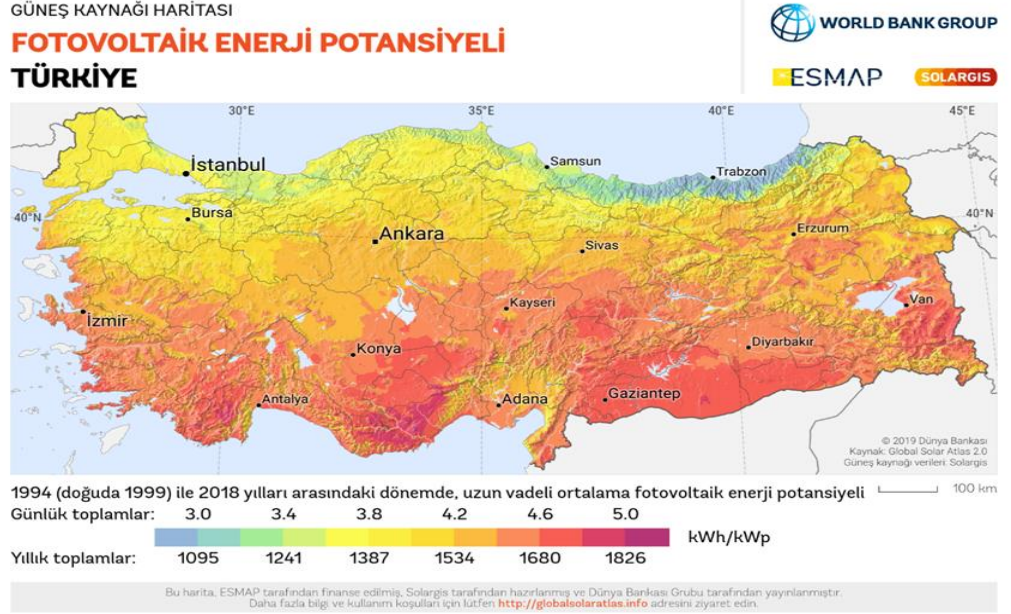 GÜNEŞ KAYNAĞI HARİTASI
FOTOVOLTAİK ENERJİ POTANSİYELİ
TÜRKİYE
WORLD BANK GROUP
ESMAP
SOLARGIS
30°E 35°E 40°E 45°E
İstanbul
Samsun
Trabzon
Bursa
40°N
40°N
Ankara
Erzurum
Sivas
Kayseri
Van
İzmir
Konya
Diyarbakır
Antalya
Adana
Gaziantep
© 2019 Dünya Bankası
Kaynak: Global Solar Atlas 2.0
Güneş kaynağı verileri: Solargis
1994 (doğuda 1999) ile 2018 yılları arasındaki dönemde, uzun vadeli ortalama fotovoltaik enerji potansiyeli
100 km
Günlük toplamlar: 3.0 3.4 3.8 4.2 4.6 5.0
kWh/kWp
Yıllık toplamlar: 1095 1241 1387 1534 1680 1826
Bu harita, ESMAP tarafından finanse edilmiş, Solargis tarafından hazırlanmış ve Dünya Bankası Grubu tarafından yayınlanmıştır.
Daha fazla bilgi ve kullanım koşulları için lütfen http://globalsolaratlas.info adresini ziyaret edin.